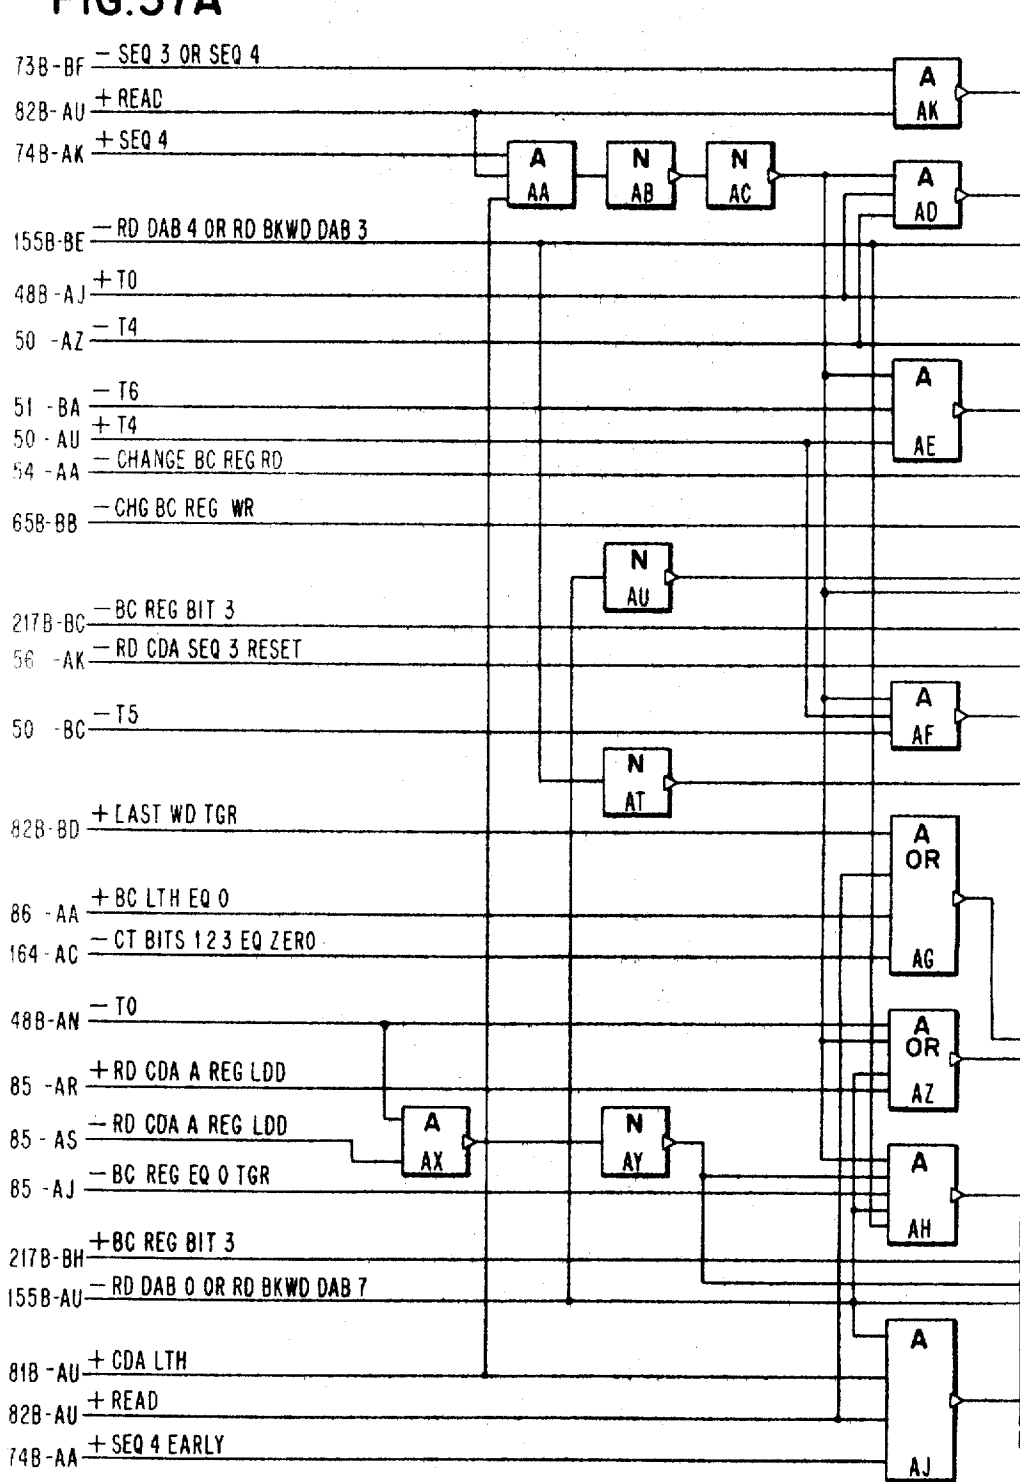 FIG.57A
73B-BF — SEQ 3 OR SEQ 4
A
AK
82B-AU + READ
74B-AK + SEQ 4
A
AA
N
AB
N
AC
A
AD
155B-BE — RD DAB 4 OR RD BKWD DAB 3
48B-AJ + T0
50 -AZ — T4
A
AE
51 -BA — T6
50 -AU + T4
54 -AA — CHANGE BC REG RD
65B-BB — CHG BC REG WR
N
AU
217B-BC — BC REG BIT 3
56 -AK — RD CDA SEQ 3 RESET
A
AF
50 -BC — T5
N
AT
82B-BD + LAST WD TGR
A
OR
AG
86 -AA + BC LTH EQ 0
164-AC — CT BITS 1 2 3 EQ ZERO
48B-AN — T0
A
OR
AZ
85 -AR + RD CDA A REG LDD
85 -AS — RD CDA A REG LDD
A
AX
N
AY
A
AH
85 -AJ — BC REG EQ 0 TGR
217B-BH + BC REG BIT 3
155B-AU — RD DAB 0 OR RD BKWD DAB 7
A
AJ
81B-AU + CDA LTH
82B-AU + READ
74B-AA + SEQ 4 EARLY